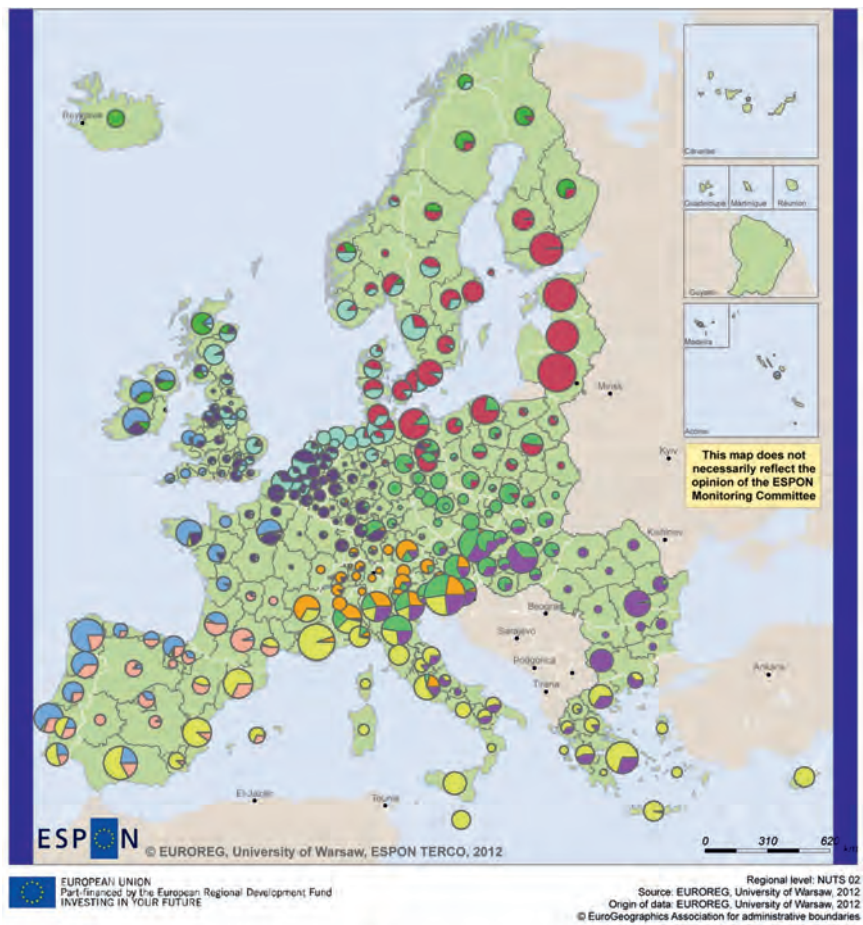 Reykjavik
Canarias
Guadeloupe
Martinique
Réunion
Guyane
Madeira
Acores
Minsk
This map does not
necessarily reflect the
opinion of the ESPON
Monitoring Committee
Kyiv
Kishinev
Beograd
Sarajevo
Podgorica
Tirana
Ankara
El-Jazair
Tounis
ESPON
© EUROREG, University of Warsaw, ESPON TERCO, 2012
0 310 620
km
EUROPEAN UNION
Part-financed by the European Regional Development Fund
INVESTING IN YOUR FUTURE
Regional level: NUTS 02
Source: EUROREG, University of Warsaw, 2012
Origin of data: EUROREG, University of Warsaw, 2012
© EuroGeographics Association for administrative boundaries